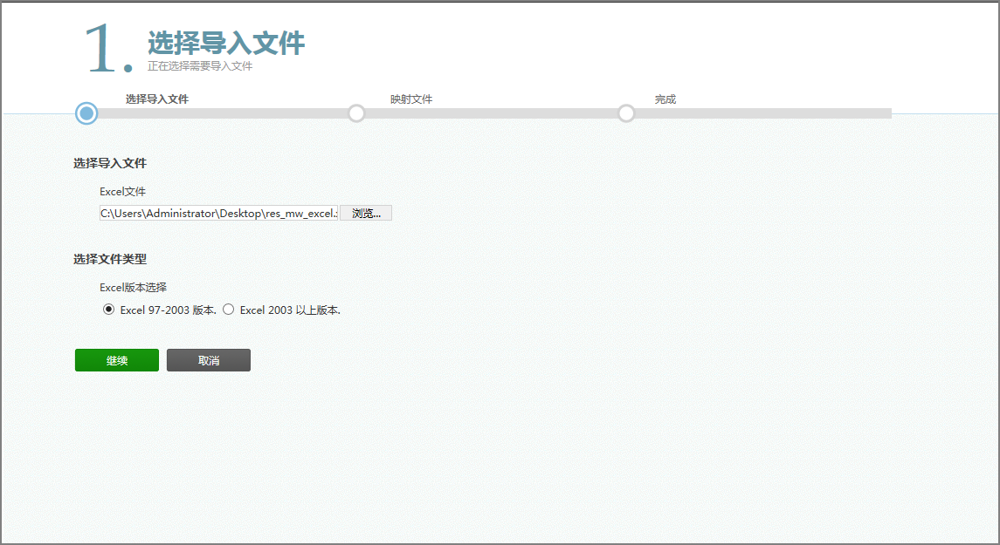 1.
选择导入文件
正在选择需要导入文件
选择导入文件 映射文件 完成
选择导入文件
Excel文件
C:\Users\Administrator\Desktop\res_mw_excel. 浏览...
选择文件类型
Excel版本选择
Excel 97-2003 版本. Excel 2003 以上版本.
继续 取消